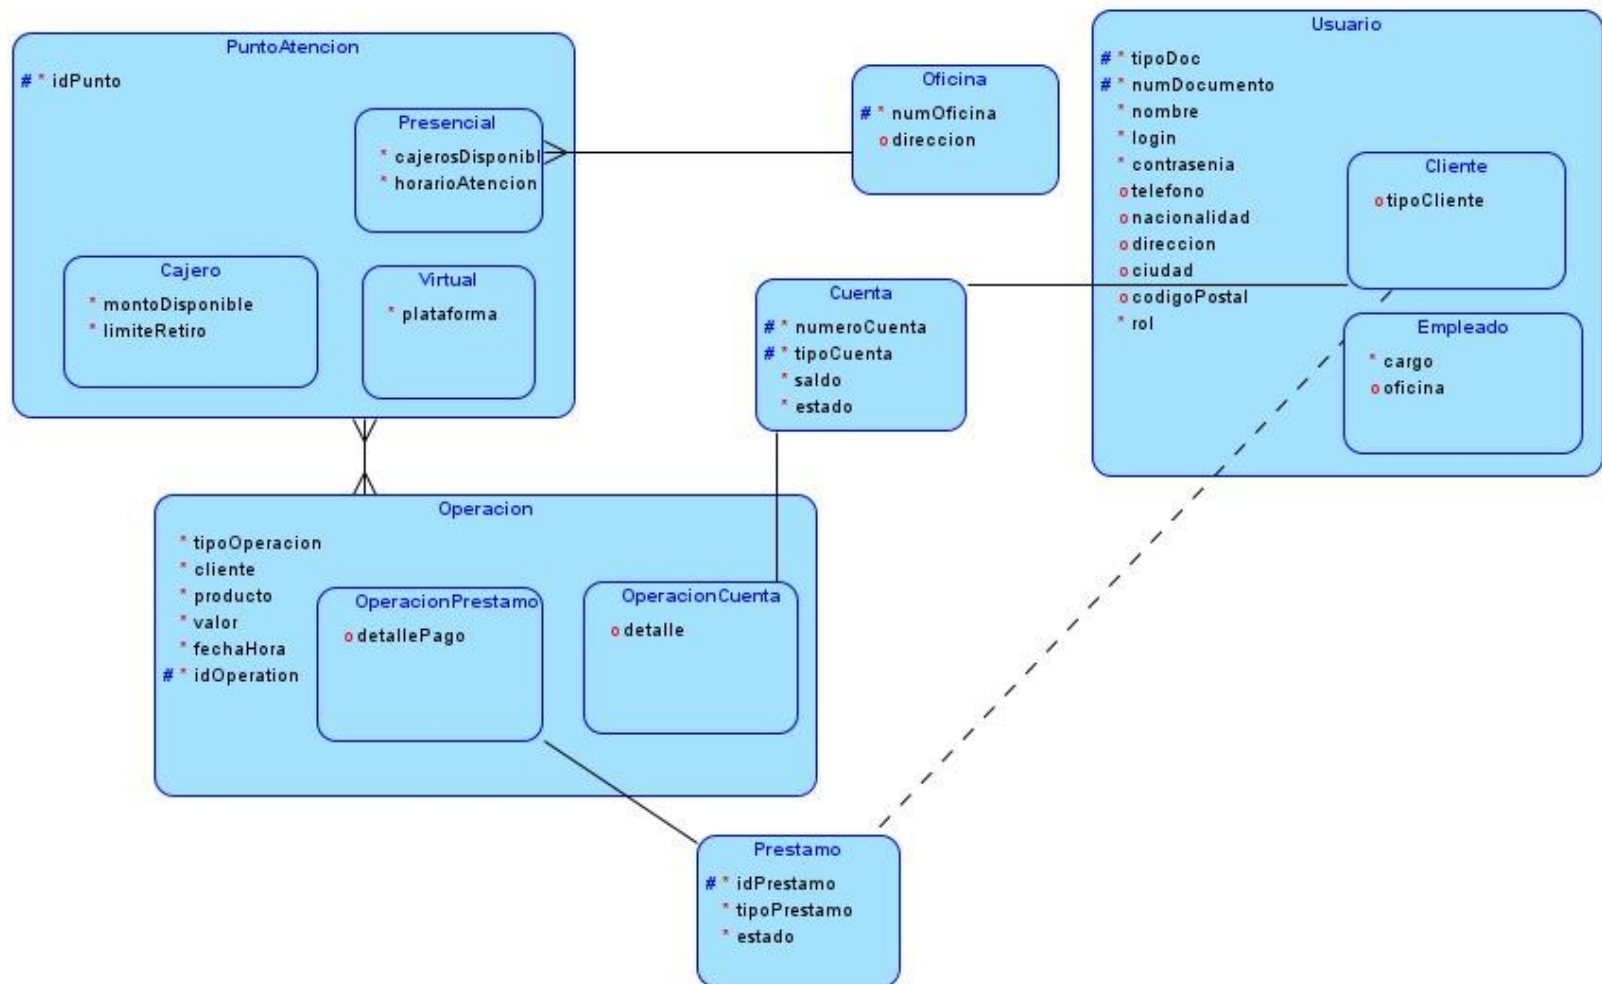 PuntoAtencion
# * idPunto
Presencial
* cajerosDisponibl
* horarioAtencion
Cajero
* montoDisponible
* limiteRetiro
Virtual
* plataforma
Oficina
# * numOficina
o direccion
Usuario
# * tipoDoc
# * numDocumento
* nombre
* login
* contrasenia
o telefono
o nacionalidad
o direccion
o ciudad
o codigoPostal
* rol
Cliente
o tipoCliente
Empleado
* cargo
o oficina
Cuenta
# * numeroCuenta
# * tipoCuenta
* saldo
* estado
Operacion
* tipoOperacion
* cliente
* producto
* valor
* fechaHora
# * idOperation
OperacionPrestamo
o detallePago
OperacionCuenta
o detalle
Prestamo
# * idPrestamo
* tipoPrestamo
* estado